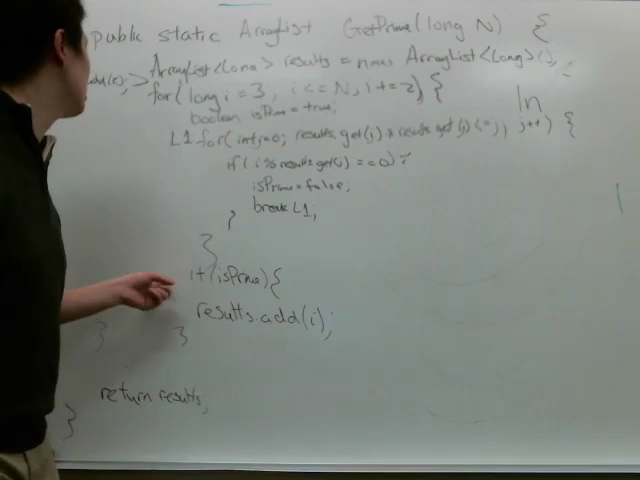 public static ArrayList GetPrime(long N) {
ArrayList<Long> results = new ArrayList<Long>();
for(long i=3, i<=N, i+=2) {
boolean isPrime = true;
ln
L1 for(int j=0; results.get(j)*results.get(j)<=j, j++) {
if(i%results.get(j)==0){
isPrime=false,
break L1;
}
}
if(isPrime){
results.add(i);
}
}
return results,
}